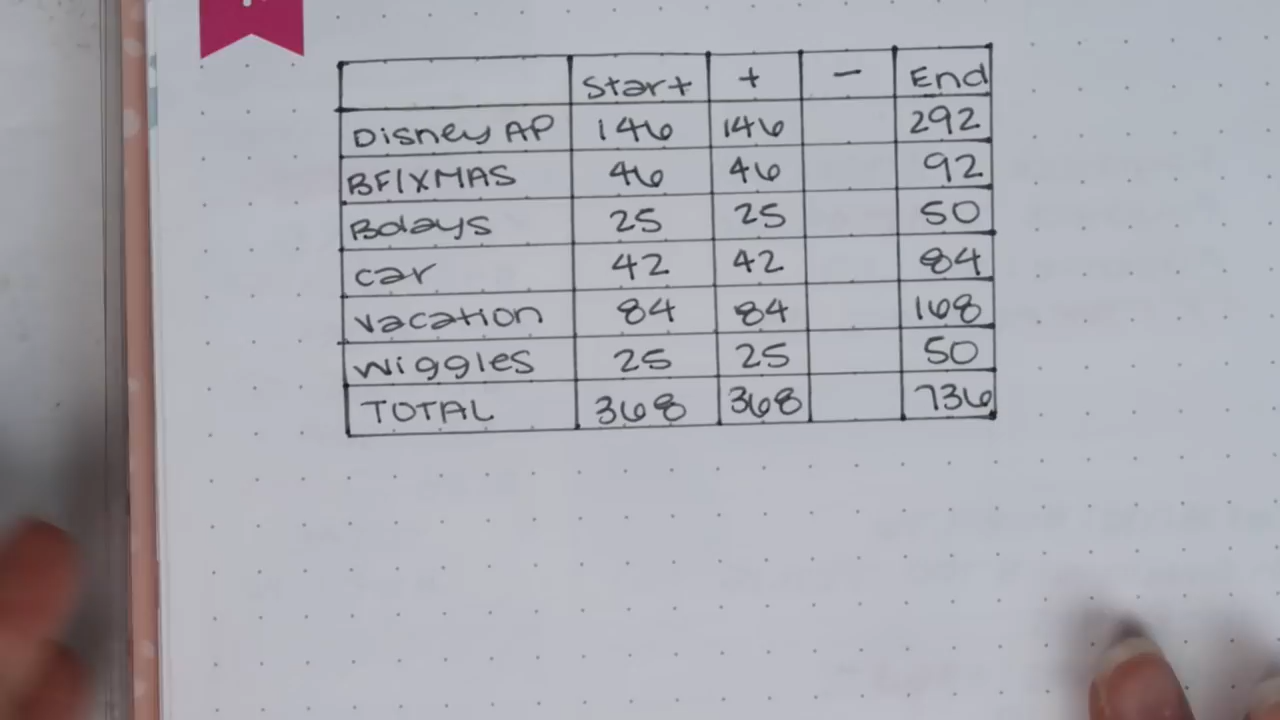 Start + - End
Disney AP 146 146 292
BF/XMAS 46 46 92
Bdays 25 25 50
car 42 42 84
vacation 84 84 168
wiggles 25 25 50
TOTAL 368 368 736